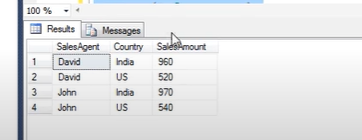 100 %
Results Messages
SalesAgent Country SalesAmount
1 David India 960
2 David US 520
3 John India 970
4 John US 540